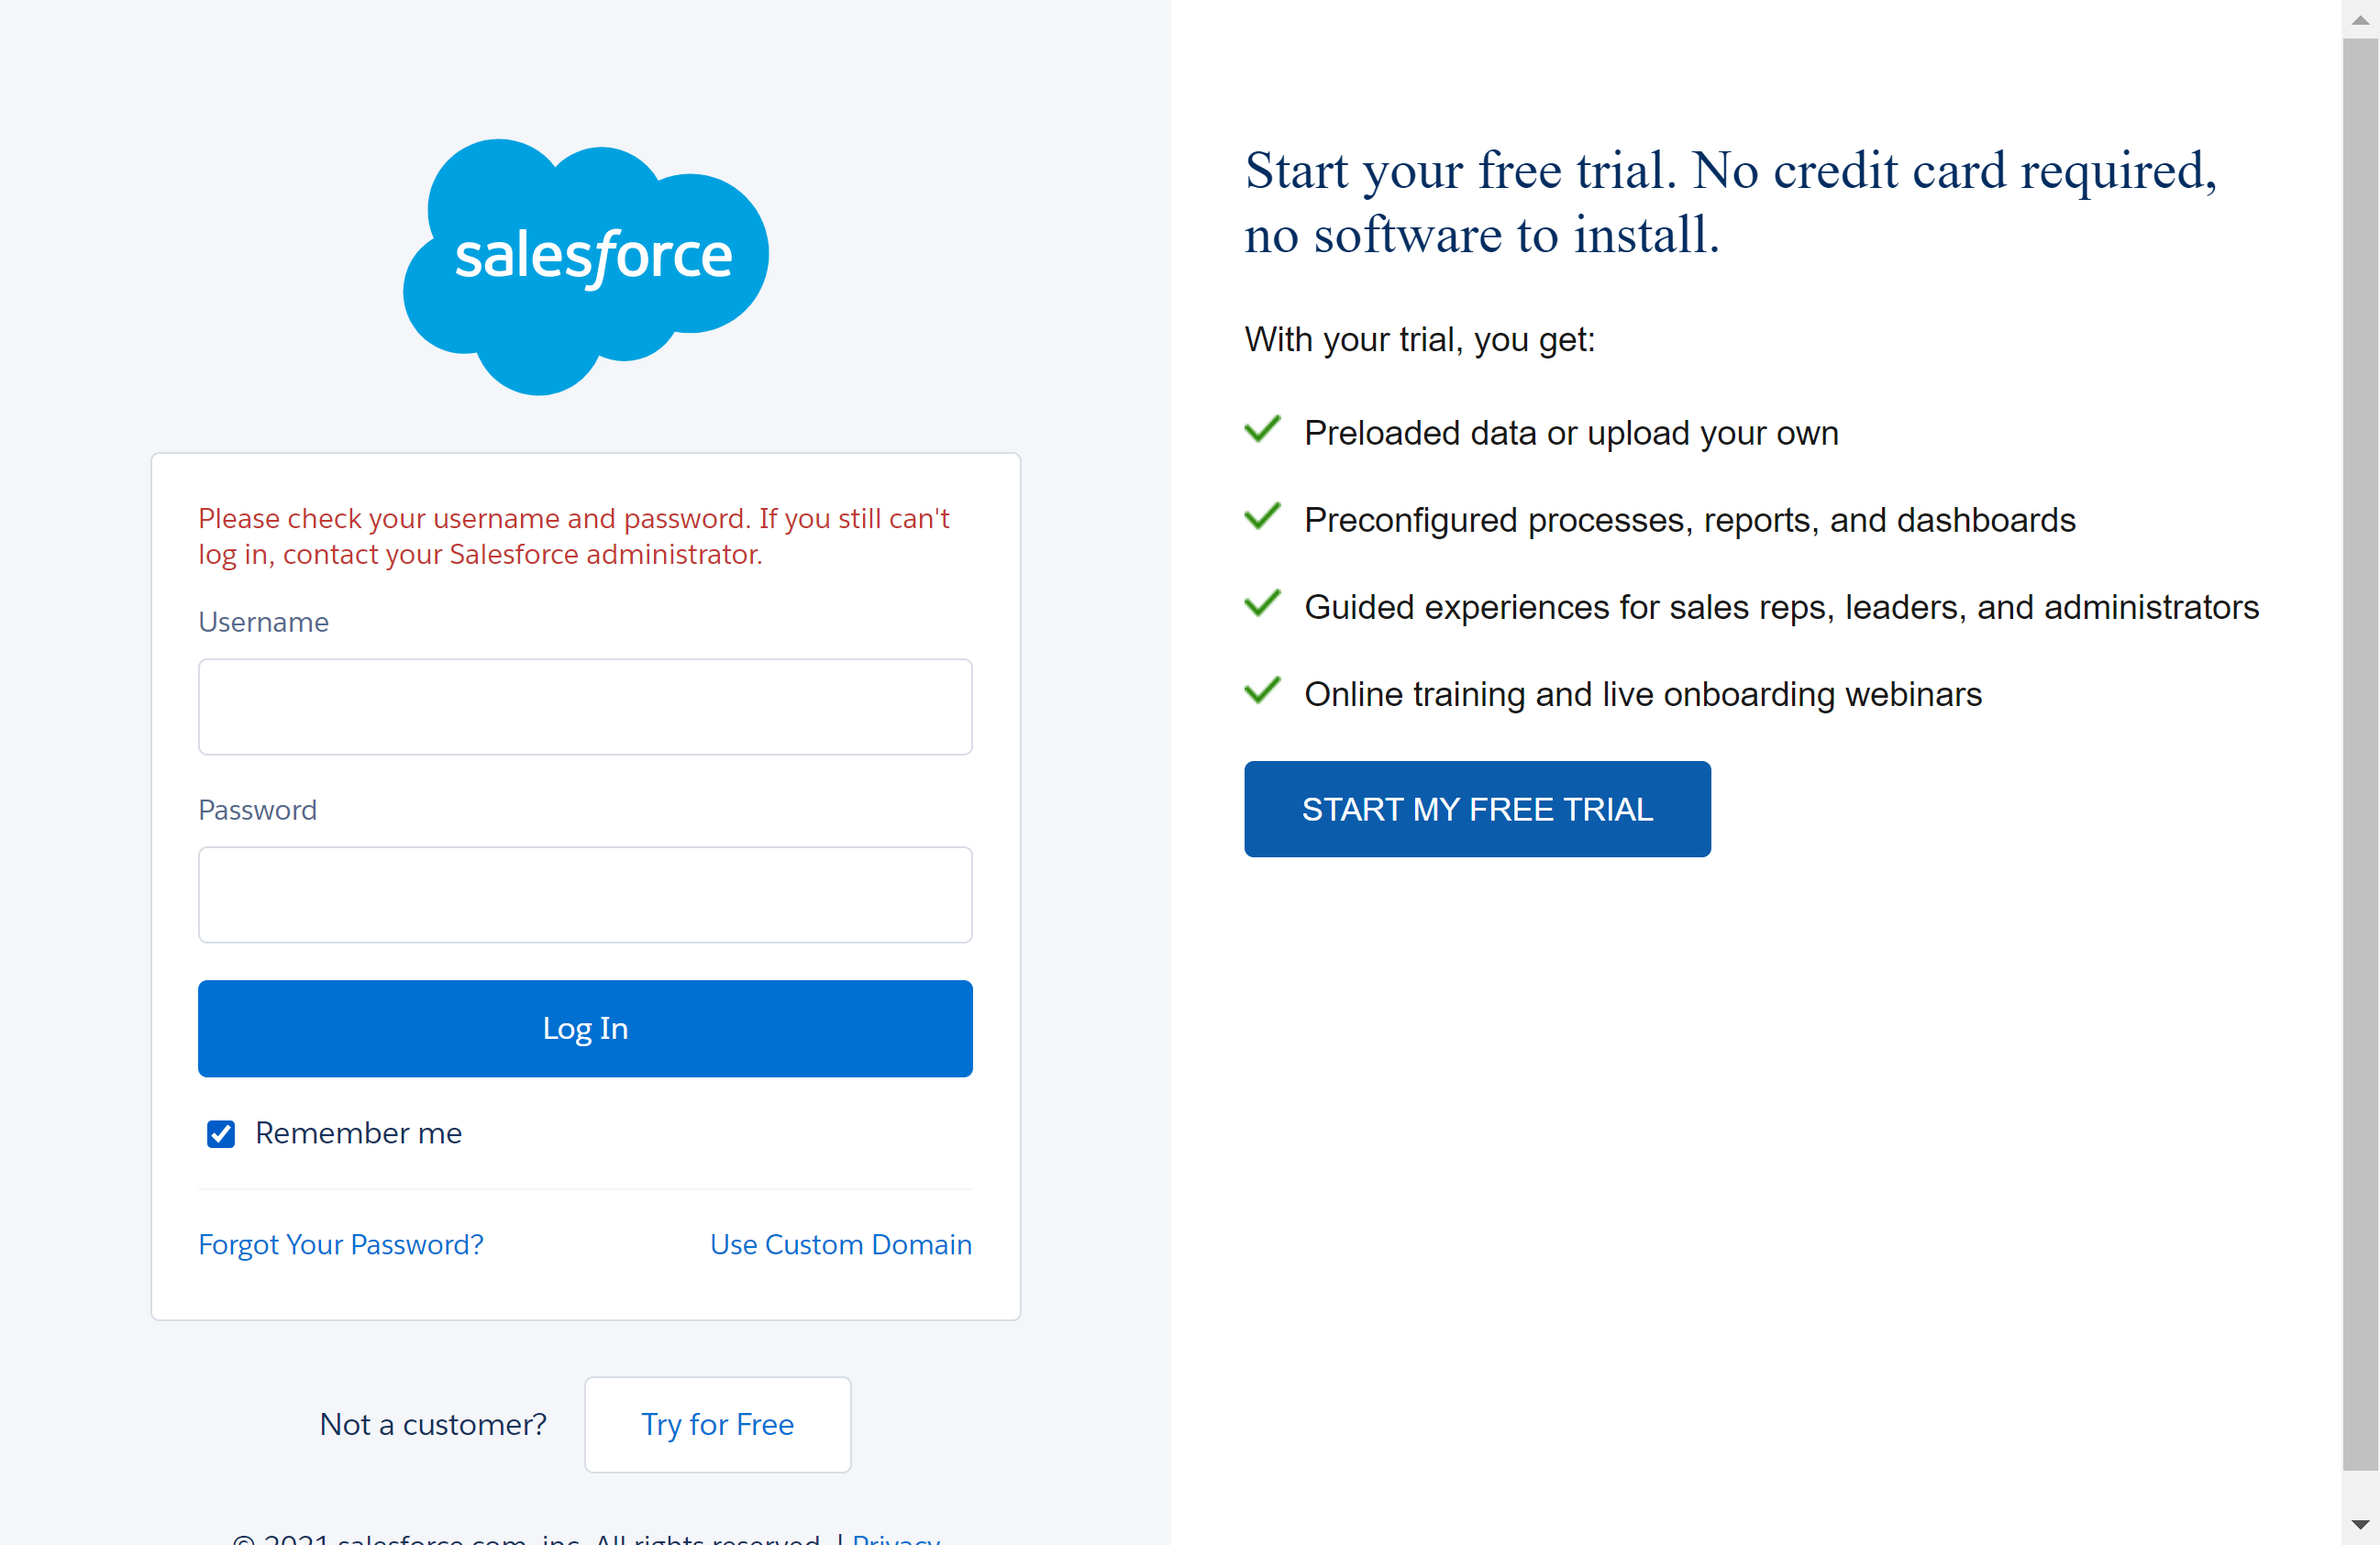 salesforce
Please check your username and password. If you still can't
log in, contact your Salesforce administrator.
Username
Password
Log In
Remember me
Forgot Your Password?
Use Custom Domain
Not a customer?
Try for Free
© 2021 salesforce.com, inc. All rights reserved. | Privacy
Start your free trial. No credit card required,
no software to install.
With your trial, you get:
Preloaded data or upload your own
Preconfigured processes, reports, and dashboards
Guided experiences for sales reps, leaders, and administrators
Online training and live onboarding webinars
START MY FREE TRIAL